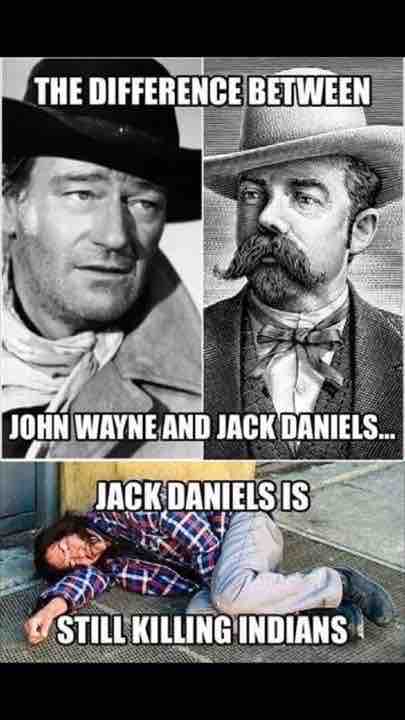 THE DIFFERENCE BETWEEN
JOHN WAYNE AND JACK DANIELS...
JACK DANIELS IS
STILL KILLING INDIANS